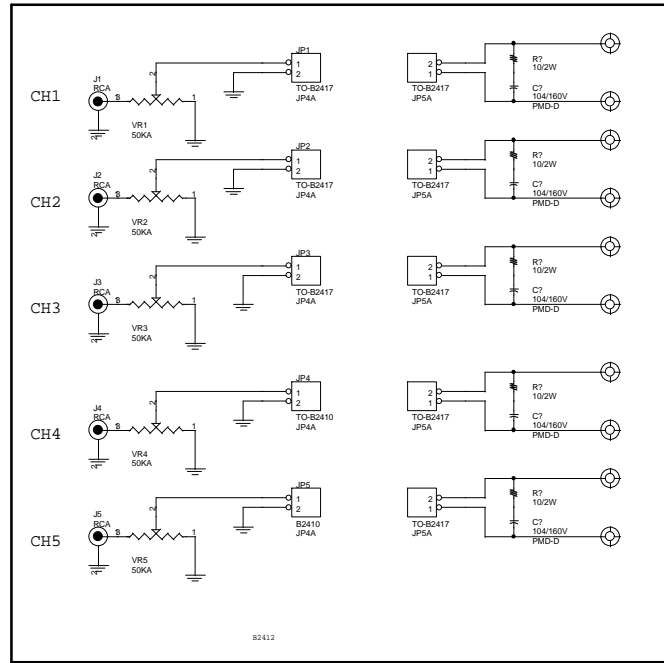 CH1
J1
RCA
2
3
2
1
VR1
50KA
JP1
1
2
TO-B2417
JP4A
2
1
TO-B2417
JP5A
R?
10/2W
C?
104/160V
PMD-D
CH2
J2
RCA
2
3
2
1
VR2
50KA
JP2
1
2
TO-B2417
JP4A
2
1
TO-B2417
JP5A
R?
10/2W
C?
104/160V
PMD-D
CH3
J3
RCA
2
3
2
1
VR3
50KA
JP3
1
2
TO-B2417
JP4A
2
1
TO-B2417
JP5A
R?
10/2W
C?
104/160V
PMD-D
CH4
J4
RCA
2
3
2
1
VR4
50KA
JP4
1
2
TO-B2410
JP4A
2
1
TO-B2417
JP5A
R?
10/2W
C?
104/160V
PMD-D
CH5
J5
RCA
2
3
2
1
VR5
50KA
JP5
1
2
B2410
JP4A
2
1
TO-B2417
JP5A
R?
10/2W
C?
104/160V
PMD-D
B2412